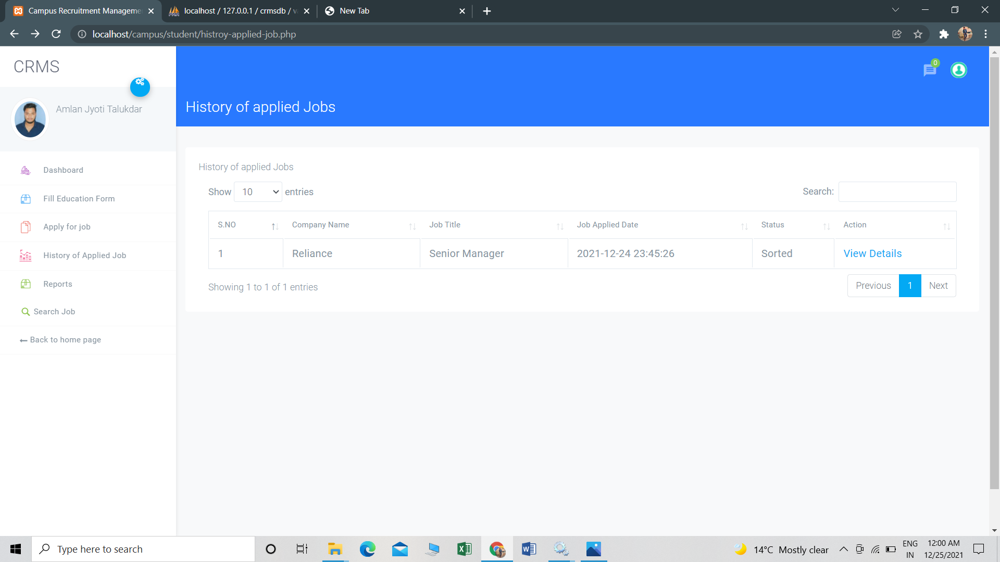 Campus Recruitment Manageme
localhost / 127.0.0.1 / crmsdb / va
New Tab
localhost/campus/student/histroy-applied-job.php
CRMS
0
Amlan Jyoti Talukdar
History of applied Jobs
Dashboard
Fill Education Form
Apply for job
History of Applied Job
Reports
Search Job
Back to home page
History of applied Jobs
Show 10 entries
Search:
S.NO Company Name Job Title Job Applied Date Status Action
1 Reliance Senior Manager 2021-12-24 23:45:26 Sorted View Details
Showing 1 to 1 of 1 entries
Previous 1 Next
Type here to search
14°C Mostly clear
ENG
IN
12:00 AM
12/25/2021